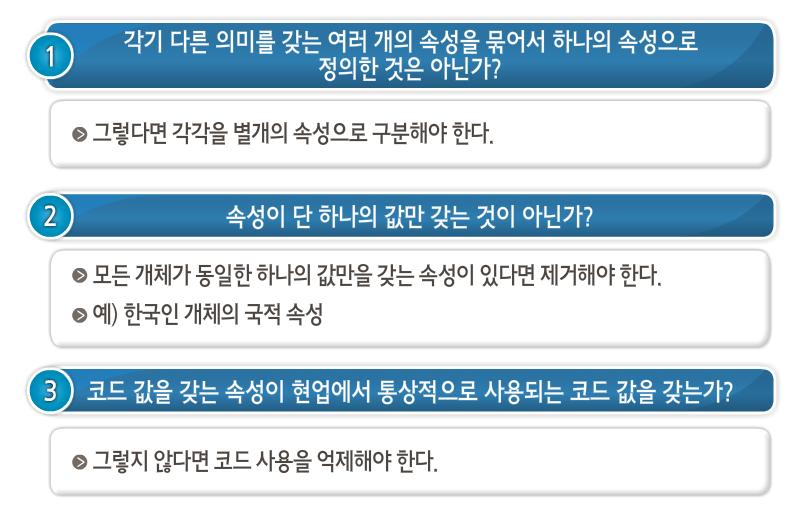 1
각기 다른 의미를 갖는 여러 개의 속성을 묶어서 하나의 속성으로
정의한 것은 아닌가?
그렇다면 각각을 별개의 속성으로 구분해야 한다.
2
속성이 단 하나의 값만 갖는 것이 아닌가?
모든 개체가 동일한 하나의 값만을 갖는 속성이 있다면 제거해야 한다.
예) 한국인 개체의 국적 속성
3
코드 값을 갖는 속성이 현업에서 통상적으로 사용되는 코드 값을 갖는가?
그렇지 않다면 코드 사용을 억제해야 한다.